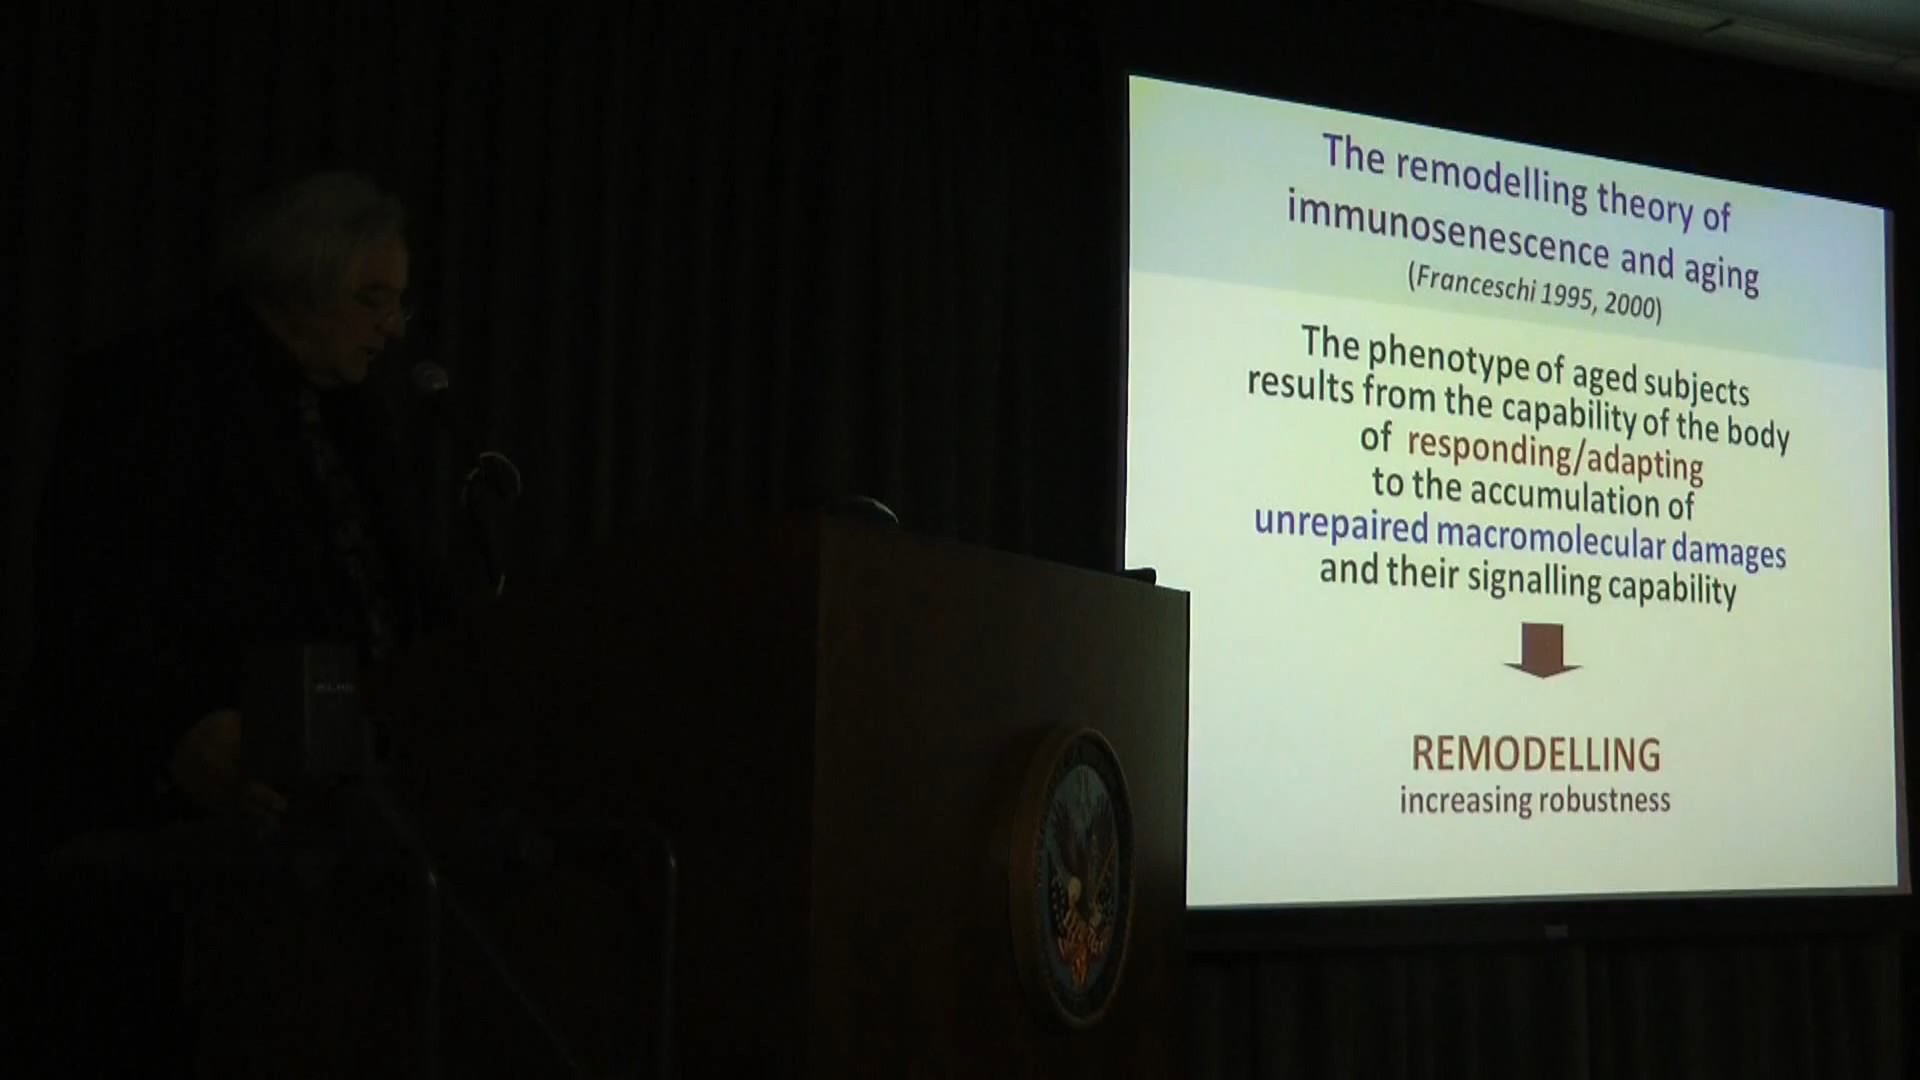 The remodelling theory of
immunosenescence and aging
(Franceschi 1995, 2000)
The phenotype of aged subjects
results from the capability of the body
of responding/adapting
to the accumulation of
unrepaired macromolecular damages
and their signalling capability
REMODELLING
increasing robustness